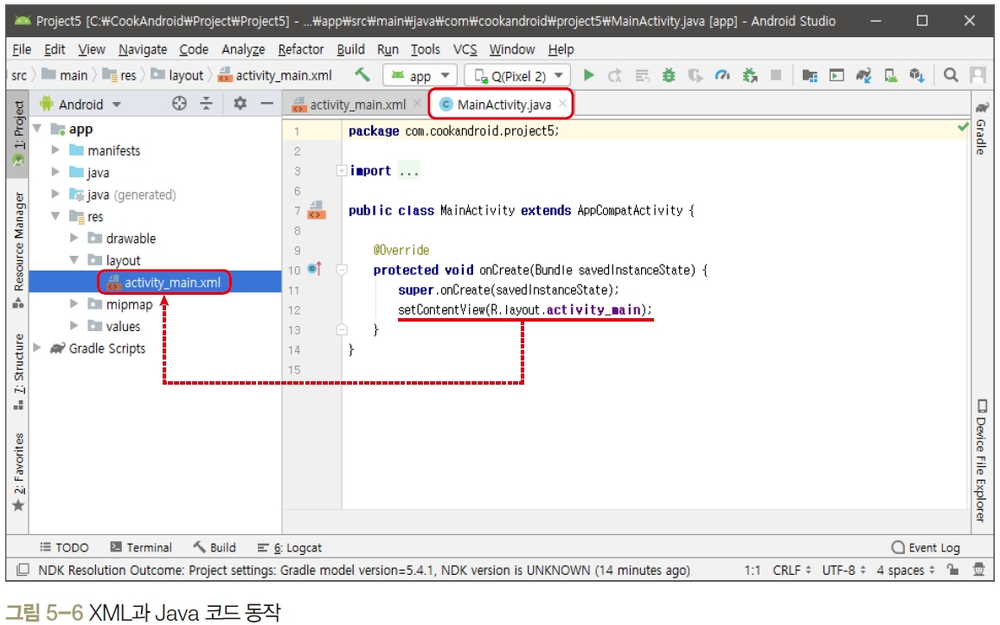 Project5 [C:₩CookAndroid₩Project₩Project5] - ...₩app₩src₩main₩java₩com₩cookandroid₩project5₩MainActivity.java [app] - Android Studio
File Edit View Navigate Code Analyze Refactor Build Run Tools VCS Window Help
src main res layout activity_main.xml app Q(Pixel 2)
1: Project
Resource Manager
7: Structure
2: Favorites
Android
app
manifests
java
java (generated)
res
drawable
layout
activity_main.xml
mipmap
values
Gradle Scripts
activity_main.xml MainActivity.java
1 package com.cookandroid.project5;
2
3 import ...
6
7 public class MainActivity extends AppCompatActivity {
8
9 @Override
10 protected void onCreate(Bundle savedInstanceState) {
11 super.onCreate(savedInstanceState);
12 setContentView(R.layout.activity_main);
13 }
14 }
15
Gradle
Device File Explorer
TODO Terminal Build 6: Logcat Event Log
NDK Resolution Outcome: Project settings: Gradle model version=5.4.1, NDK version is UNKNOWN (14 minutes ago) 1:1 CRLF UTF-8 4 spaces
그림 5-6 XML과 Java 코드 동작